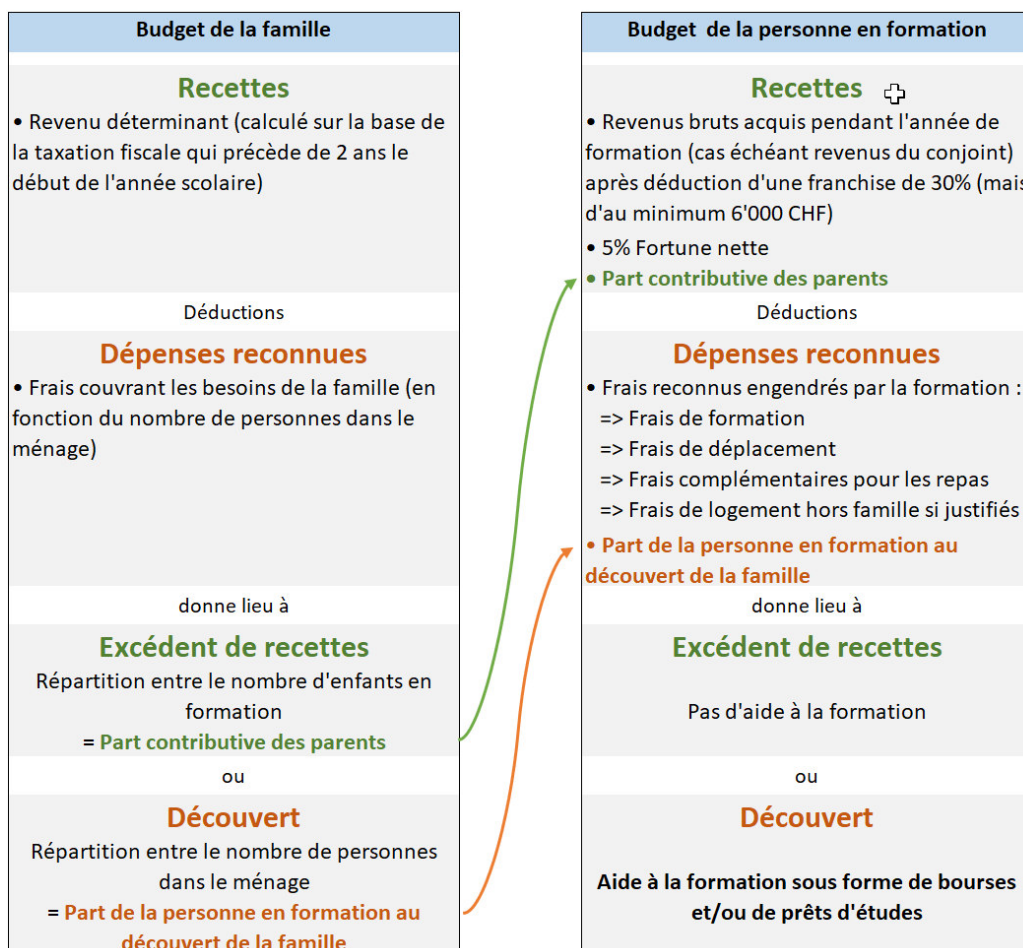 Budget de la famille
Recettes
• Revenu déterminant (calculé sur la base de
la taxation fiscale qui précède de 2 ans le
début de l'année scolaire)
Déductions
Dépenses reconnues
• Frais couvrant les besoins de la famille (en
fonction du nombre de personnes dans le
ménage)
donne lieu à
Excédent de recettes
Répartition entre le nombre d'enfants en
formation
= Part contributive des parents
ou
Découvert
Répartition entre le nombre de personnes
dans le ménage
= Part de la personne en formation au
découvert de la famille
Budget de la personne en formation
Recettes
• Revenus bruts acquis pendant l'année de
formation (cas échéant revenus du conjoint)
après déduction d'une franchise de 30% (mais
d'au minimum 6'000 CHF)
• 5% Fortune nette
• Part contributive des parents
Déductions
Dépenses reconnues
• Frais reconnus engendrés par la formation :
=> Frais de formation
=> Frais de déplacement
=> Frais complémentaires pour les repas
=> Frais de logement hors famille si justifiés
• Part de la personne en formation au
découvert de la famille
donne lieu à
Excédent de recettes
Pas d'aide à la formation
ou
Découvert
Aide à la formation sous forme de bourses
et/ou de prêts d'études